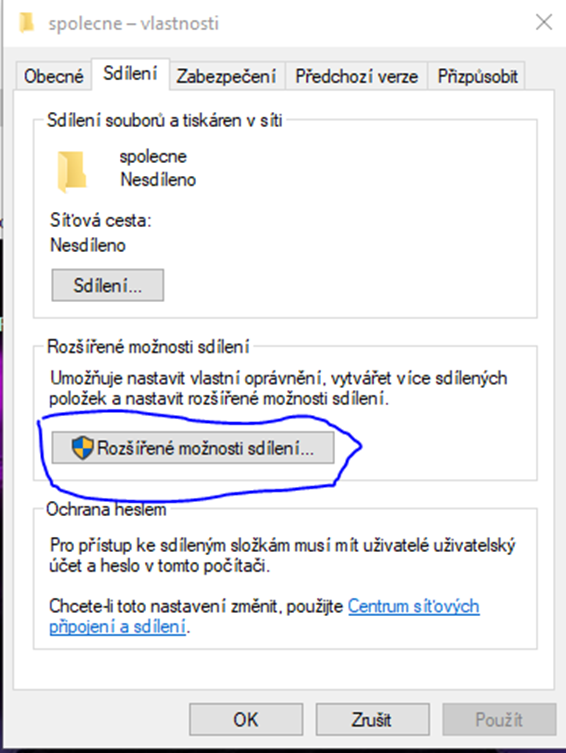 spolecne – vlastnosti
Obecné Sdílení Zabezpečení Předchozí verze Přizpůsobit
Sdílení souborů a tiskáren v síti
spolecne
Nesdíleno
Síťová cesta:
Nesdíleno
Sdílení...
Rozšířené možnosti sdílení
Umožňuje nastavit vlastní oprávnění, vytvářet více sdílených
položek a nastavit rozšířené možnosti sdílení.
Rozšířené možnosti sdílení...
Ochrana heslem
Pro přístup ke sdíleným složkám musí mít uživatelé uživatelský
účet a heslo v tomto počítači.
Chcete-li toto nastavení změnit, použijte Centrum síťových
připojení a sdílení.
OK Zrušit Použít